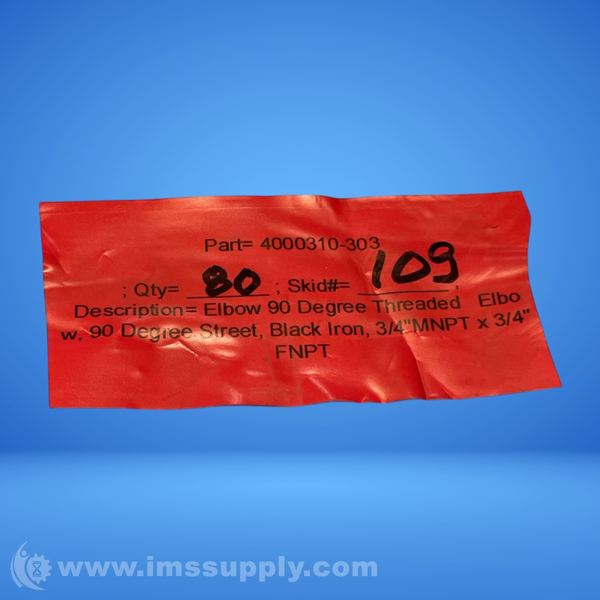 Part= 4000310-303
; Qty= 80 ; Skid#= 109 ;
Description= Elbow 90 Degree Threaded Elbo
w, 90 Degree Street, Black Iron, 3/4"MNPT x 3/4"
FNPT
www.imssupply.com